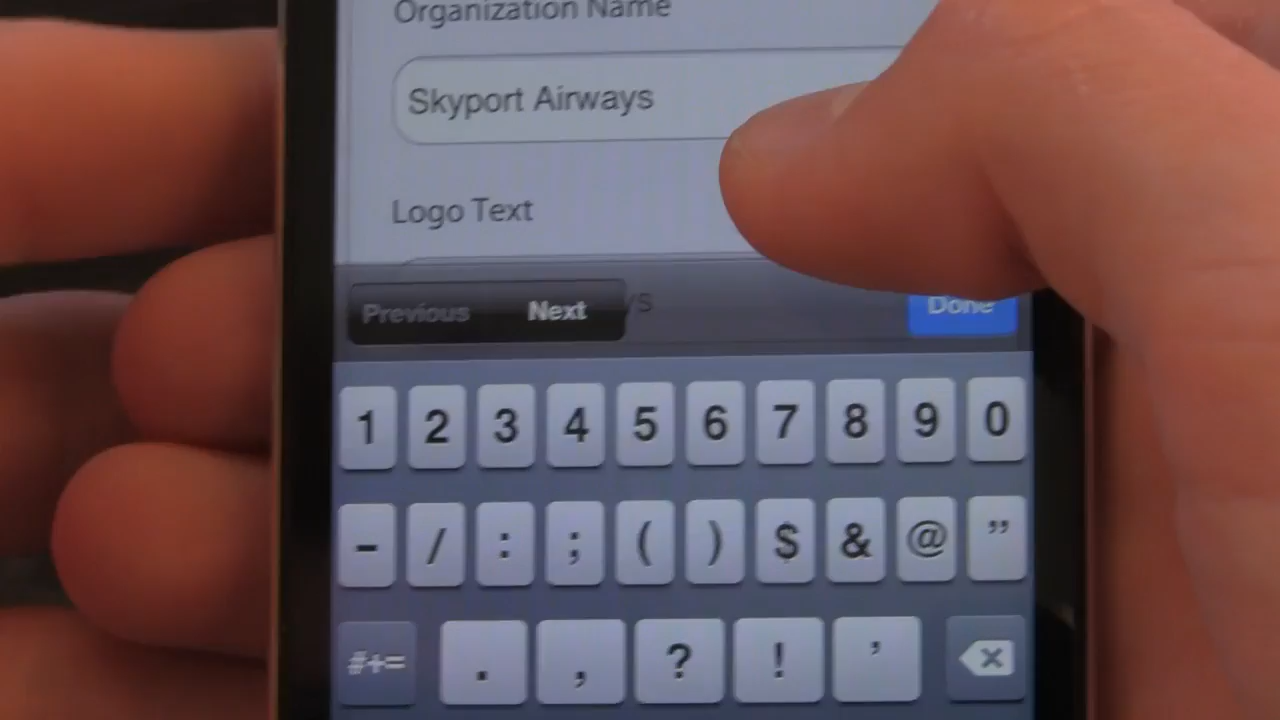 Organization Name
Skyport Airways
Logo Text
Previous Next ys Done
1 2 3 4 5 6 7 8 9 0
- / : ; ( ) $ & @ ”
#+= . , ? ! ’